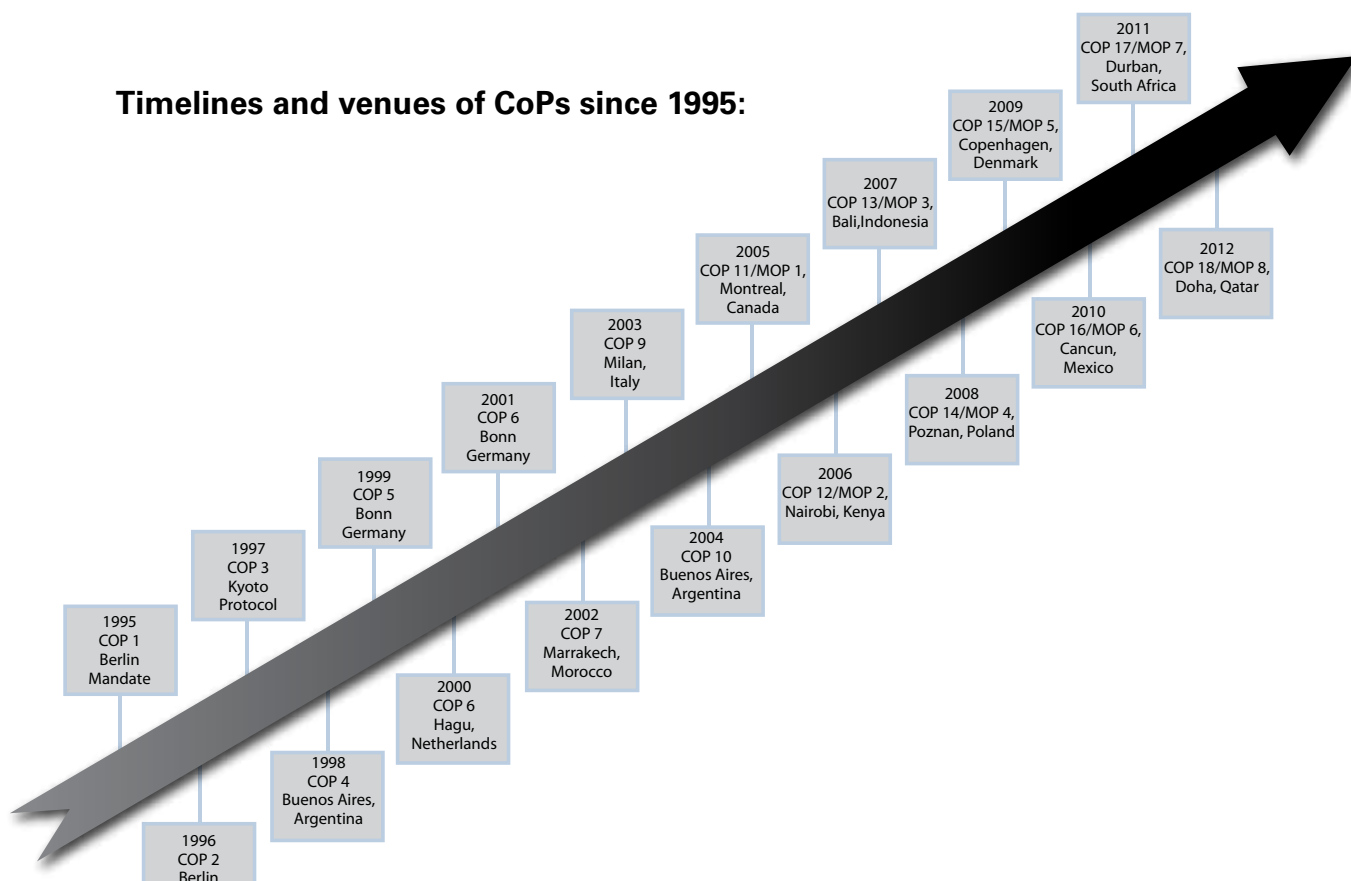 Timelines and venues of CoPs since 1995:
1995
COP 1
Berlin
Mandate
1996
COP 2
Berlin
1997
COP 3
Kyoto
Protocol
1998
COP 4
Buenos Aires,
Argentina
1999
COP 5
Bonn
Germany
2000
COP 6
Hagu,
Netherlands
2001
COP 6
Bonn
Germany
2002
COP 7
Marrakech,
Morocco
2003
COP 9
Milan,
Italy
2004
COP 10
Buenos Aires,
Argentina
2005
COP 11/MOP 1,
Montreal,
Canada
2006
COP 12/MOP 2,
Nairobi, Kenya
2007
COP 13/MOP 3,
Bali,Indonesia
2008
COP 14/MOP 4,
Poznan, Poland
2009
COP 15/MOP 5,
Copenhagen,
Denmark
2010
COP 16/MOP 6,
Cancun,
Mexico
2011
COP 17/MOP 7,
Durban,
South Africa
2012
COP 18/MOP 8,
Doha, Qatar